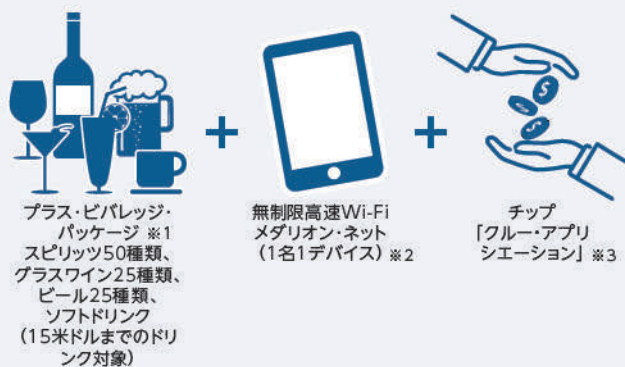 プラス・ビバレッジ・
パッケージ ※1
スピリッツ50種類、
グラスワイン25種類、
ビール25種類、
ソフトドリンク
(15米ドルまでのドリ
ンク対象)
+
無制限高速Wi-Fi
メダリオン・ネット
(1名1デバイス) ※2
+
チップ
「クルー・アプリ
シエーション」 ※3
$
$